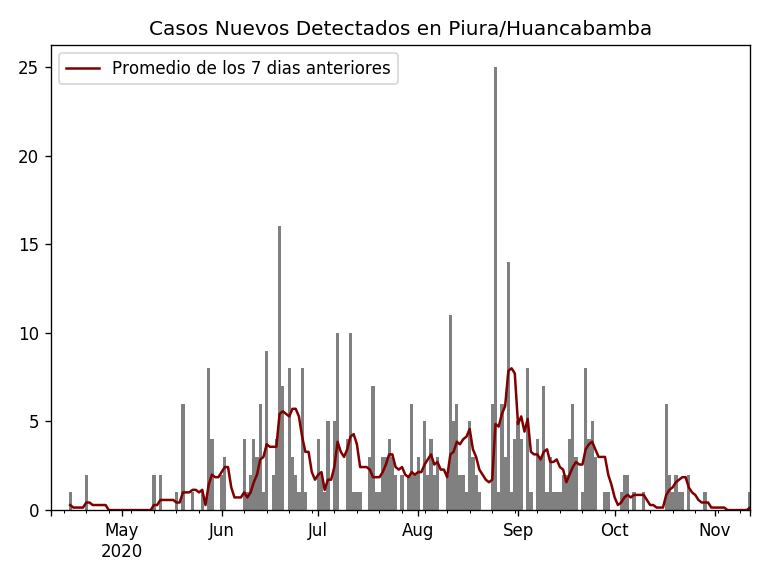 Casos Nuevos Detectados en Piura/Huancabamba
Promedio de los 7 dias anteriores
25
20
15
10
5
0
May Jun Jul Aug Sep Oct Nov
2020